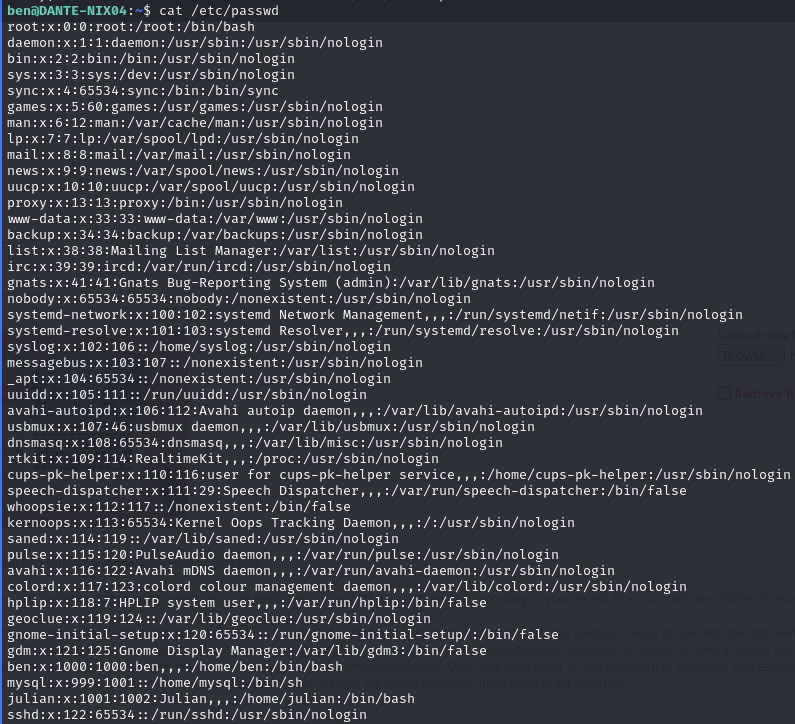 ben@DANTE-NIX04:~$ cat /etc/passwd
root:x:0:0:root:/root:/bin/bash
daemon:x:1:1:daemon:/usr/sbin:/usr/sbin/nologin
bin:x:2:2:bin:/bin:/usr/sbin/nologin
sys:x:3:3:sys:/dev:/usr/sbin/nologin
sync:x:4:65534:sync:/bin:/bin/sync
games:x:5:60:games:/usr/games:/usr/sbin/nologin
man:x:6:12:man:/var/cache/man:/usr/sbin/nologin
lp:x:7:7:lp:/var/spool/lpd:/usr/sbin/nologin
mail:x:8:8:mail:/var/mail:/usr/sbin/nologin
news:x:9:9:news:/var/spool/news:/usr/sbin/nologin
uucp:x:10:10:uucp:/var/spool/uucp:/usr/sbin/nologin
proxy:x:13:13:proxy:/bin:/usr/sbin/nologin
www-data:x:33:33:www-data:/var/www:/usr/sbin/nologin
backup:x:34:34:backup:/var/backups:/usr/sbin/nologin
list:x:38:38:Mailing List Manager:/var/list:/usr/sbin/nologin
irc:x:39:39:ircd:/var/run/ircd:/usr/sbin/nologin
gnats:x:41:41:Gnats Bug-Reporting System (admin):/var/lib/gnats:/usr/sbin/nologin
nobody:x:65534:65534:nobody:/nonexistent:/usr/sbin/nologin
systemd-network:x:100:102:systemd Network Management,,,:/run/systemd/netif:/usr/sbin/nologin
systemd-resolve:x:101:103:systemd Resolver,,,:/run/systemd/resolve:/usr/sbin/nologin
syslog:x:102:106::/home/syslog:/usr/sbin/nologin
messagebus:x:103:107::/nonexistent:/usr/sbin/nologin
_apt:x:104:65534::/nonexistent:/usr/sbin/nologin
uuidd:x:105:111::/run/uuidd:/usr/sbin/nologin
avahi-autoipd:x:106:112:Avahi autoip daemon,,,:/var/lib/avahi-autoipd:/usr/sbin/nologin
usbmux:x:107:46:usbmux daemon,,,:/var/lib/usbmux:/usr/sbin/nologin
dnsmasq:x:108:65534:dnsmasq,,,:/var/lib/misc:/usr/sbin/nologin
rtkit:x:109:114:RealtimeKit,,,:/proc:/usr/sbin/nologin
cups-pk-helper:x:110:116:user for cups-pk-helper service,,,:/home/cups-pk-helper:/usr/sbin/nologin
speech-dispatcher:x:111:29:Speech Dispatcher,,,:/var/run/speech-dispatcher:/bin/false
whoopsie:x:112:117::/nonexistent:/bin/false
kernoops:x:113:65534:Kernel Oops Tracking Daemon,,,:/:/usr/sbin/nologin
saned:x:114:119::/var/lib/saned:/usr/sbin/nologin
pulse:x:115:120:PulseAudio daemon,,,:/var/run/pulse:/usr/sbin/nologin
avahi:x:116:122:Avahi mDNS daemon,,,:/var/run/avahi-daemon:/usr/sbin/nologin
colord:x:117:123:colord colour management daemon,,,:/var/lib/colord:/usr/sbin/nologin
hplip:x:118:7:HPLIP system user,,,:/var/run/hplip:/bin/false
geoclue:x:119:124::/var/lib/geoclue:/usr/sbin/nologin
gnome-initial-setup:x:120:65534::/run/gnome-initial-setup/:/bin/false
gdm:x:121:125:Gnome Display Manager:/var/lib/gdm3:/bin/false
ben:x:1000:1000:ben,,,:/home/ben:/bin/bash
mysql:x:999:1001::/home/mysql:/bin/sh
julian:x:1001:1002:Julian,,,:/home/julian:/bin/bash
sshd:x:122:65534::/run/sshd:/usr/sbin/nologin
Upload new
Browse...
Remove